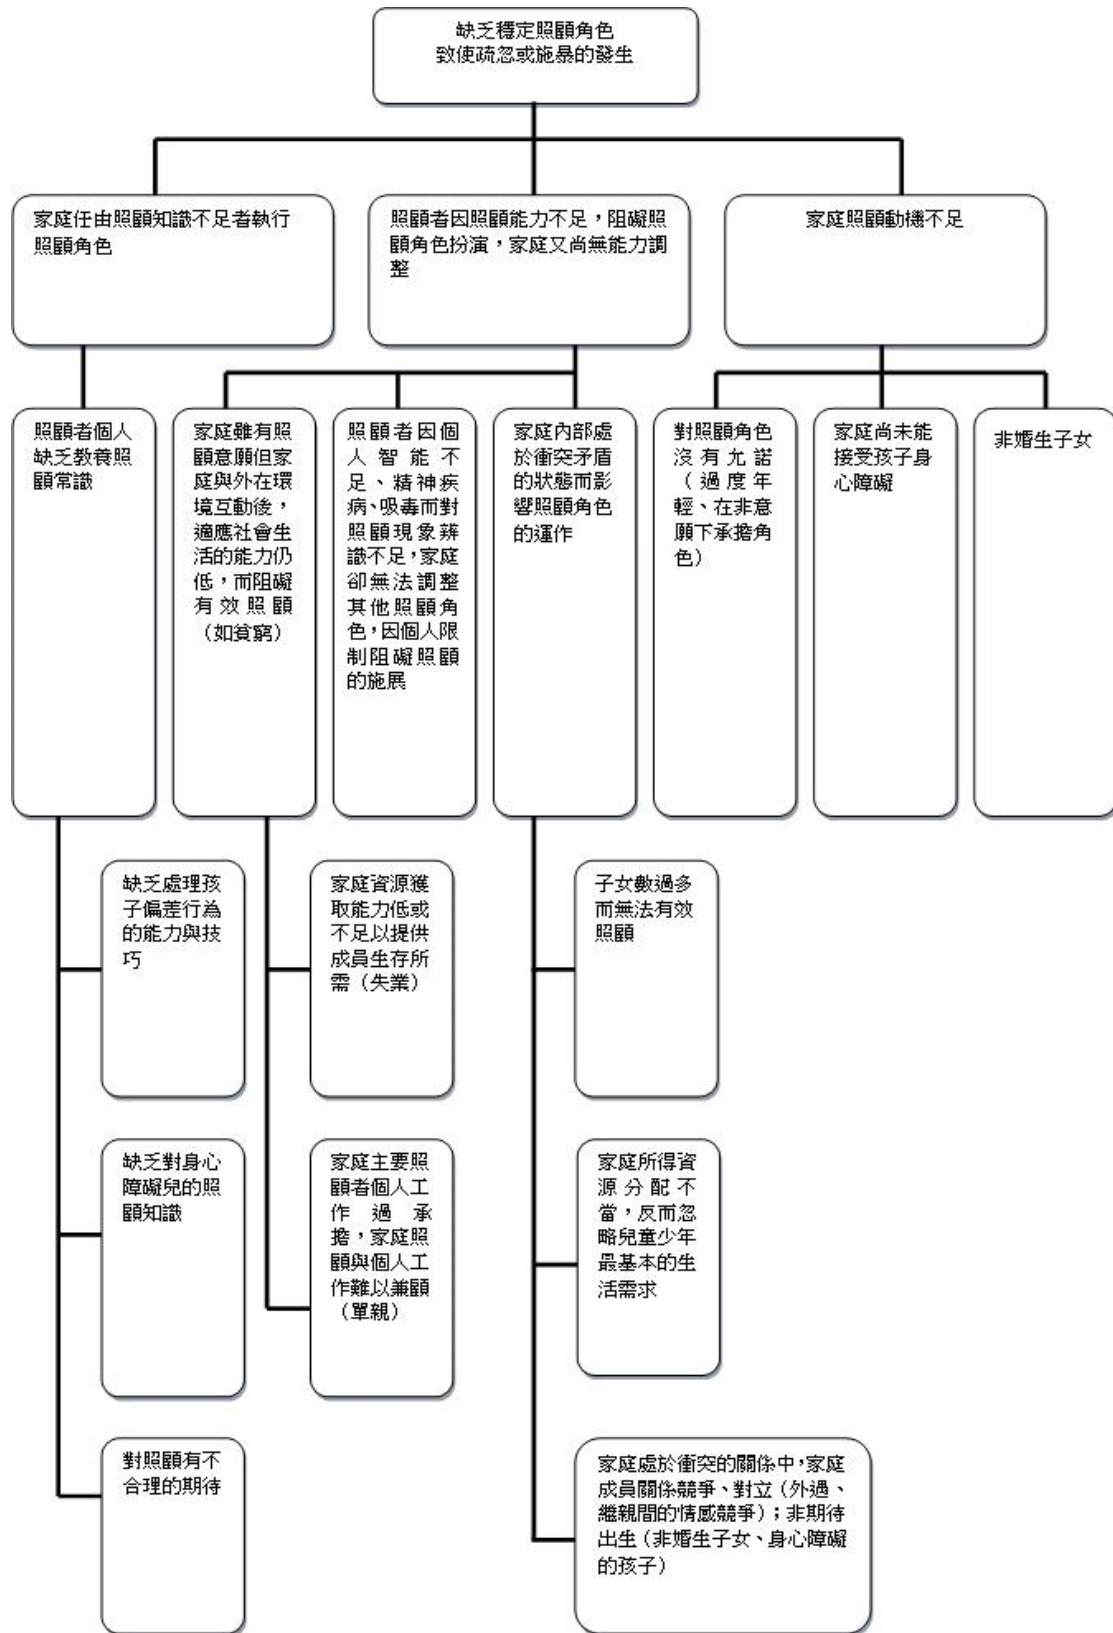 缺乏穩定照顧角色
致使疏忽或施暴的發生
家庭任由照顧知識不足者執行
照顧角色
照顧者因照顧能力不足，阻礙照
顧角色扮演，家庭又尚無能力調
整
家庭照顧動機不足
照顧者個人
缺乏教養照
顧常識
家庭雖有照
顧意願但家
庭與外在環
境互動後，
適應社會生
活的能力仍
低，而阻礙
有效照顧
（如貧窮）
照顧者因個
人智能不
足、精神疾
病、吸毒而對
照顧現象辨
識不足，家庭
卻無法調整
其他照顧角
色，因個人限
制阻礙照顧
的施展
家庭內部處
於衝突矛盾
的狀態而影
響照顧角色
的運作
對照顧角色
沒有允諾
（過度年
輕、在非意
願下承擔角
色）
家庭尚未能
接受孩子身
心障礙
非婚生子女
缺乏處理孩
子偏差行為
的能力與技
巧
家庭資源獲
取能力低或
不足以提供
成員生存所
需（失業）
子女數過多
而無法有效
照顧
缺乏對身心
障礙兒的照
顧知識
家庭主要照
顧者個人工
作過承
擔，家庭照
顧與個人工
作難以兼顧
（單親）
家庭所得資
源分配不
當，反而忽
略兒童少年
最基本的生
活需求
對照顧有不
合理的期待
家庭處於衝突的關係中，家庭
成員關係競爭、對立（外遇、
繼親間的情感競爭）；非期待
出生（非婚生子女、身心障礙
的孩子）